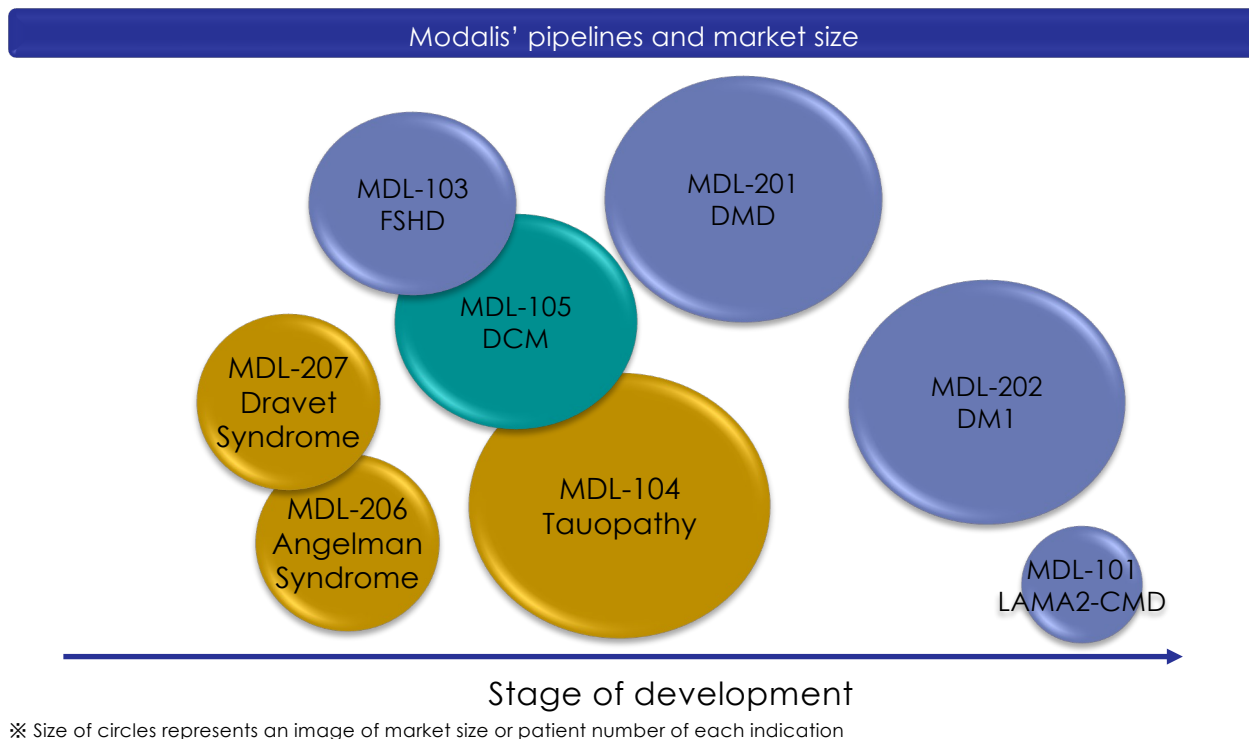 Modalis' pipelines and market size
MDL-103
FSHD
MDL-201
DMD
MDL-105
DCM
MDL-207
Dravet
Syndrome
MDL-202
DM1
MDL-104
Tauopathy
MDL-206
Angelman
Syndrome
MDL-101
LAMA2-CMD
Stage of development
※ Size of circles represents an image of market size or patient number of each indication